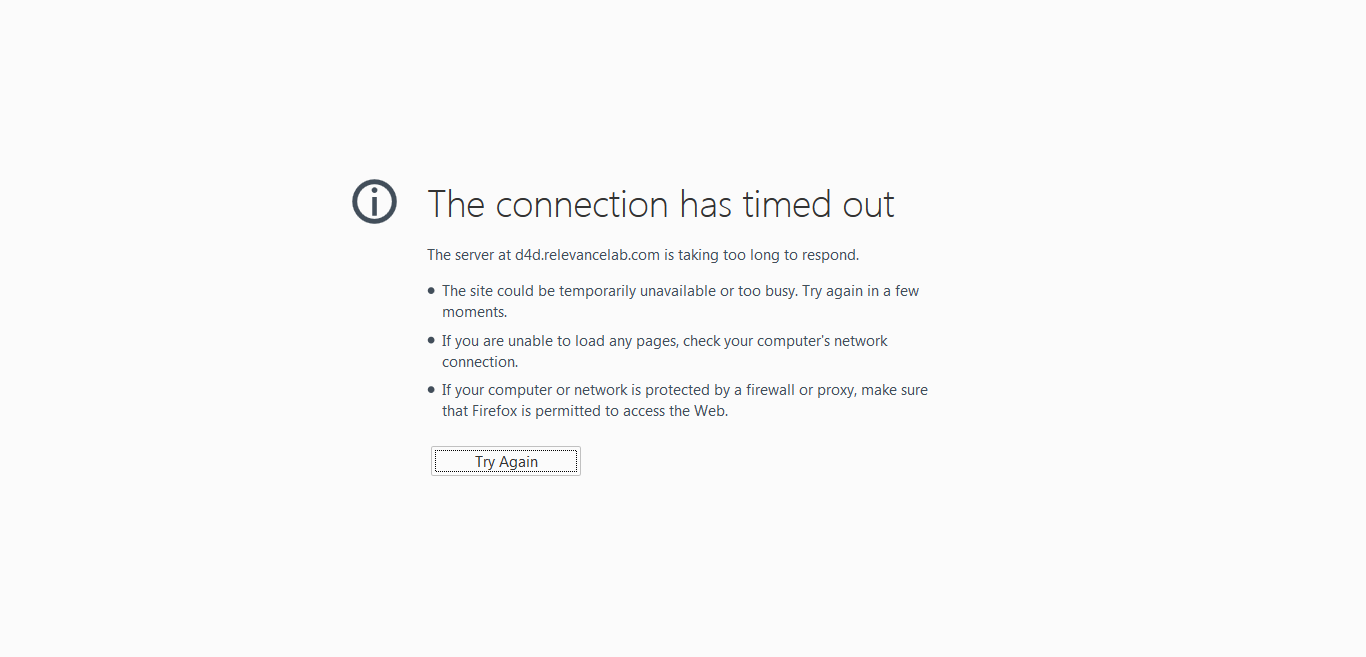 The connection has timed out
The server at d4d.relevancelab.com is taking too long to respond.
The site could be temporarily unavailable or too busy. Try again in a few
moments.
If you are unable to load any pages, check your computer's network
connection.
If your computer or network is protected by a firewall or proxy, make sure
that Firefox is permitted to access the Web.
Try Again